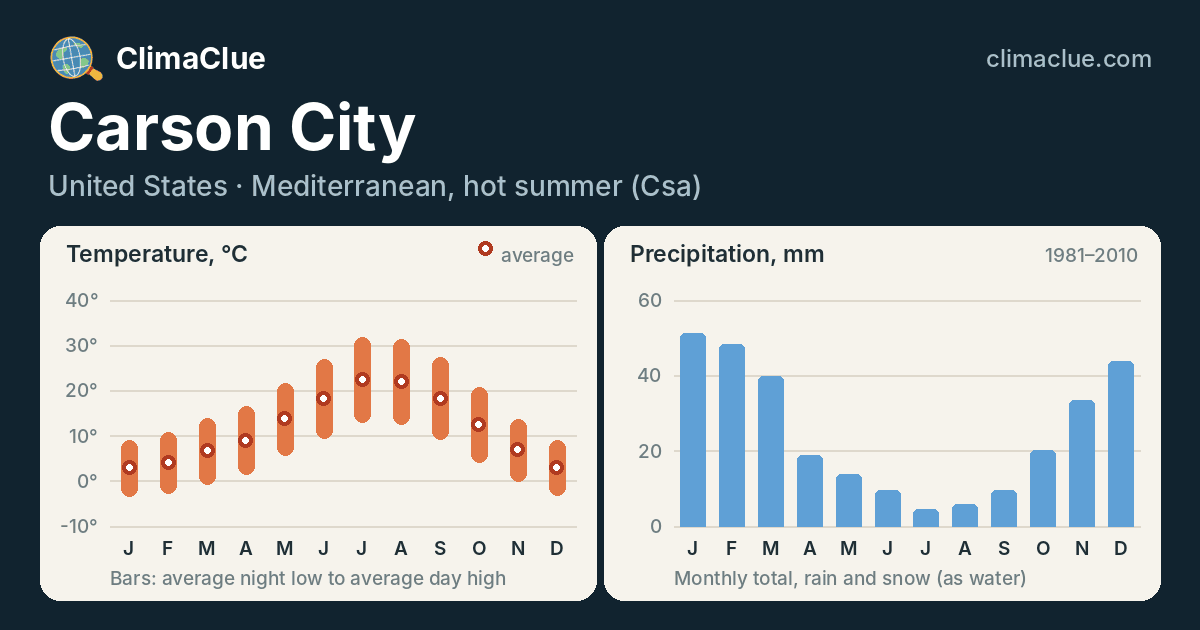 ClimaClue
climaclue.com
Carson City
United States · Mediterranean, hot summer (Csa)
Temperature, °C
average
40°
30°
20°
10°
0°
-10°
J F M A M J J A S O N D
Bars: average night low to average day high
Precipitation, mm
1981–2010
60
40
20
0
J F M A M J J A S O N D
Monthly total, rain and snow (as water)